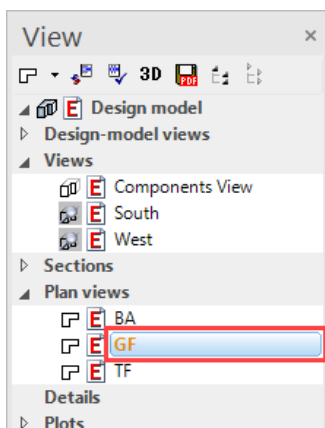 View
3D PDF
E Design model
Design-model views
Views
E Components View
E South
E West
Sections
Plan views
E BA
E GF
E TF
Details
Plots